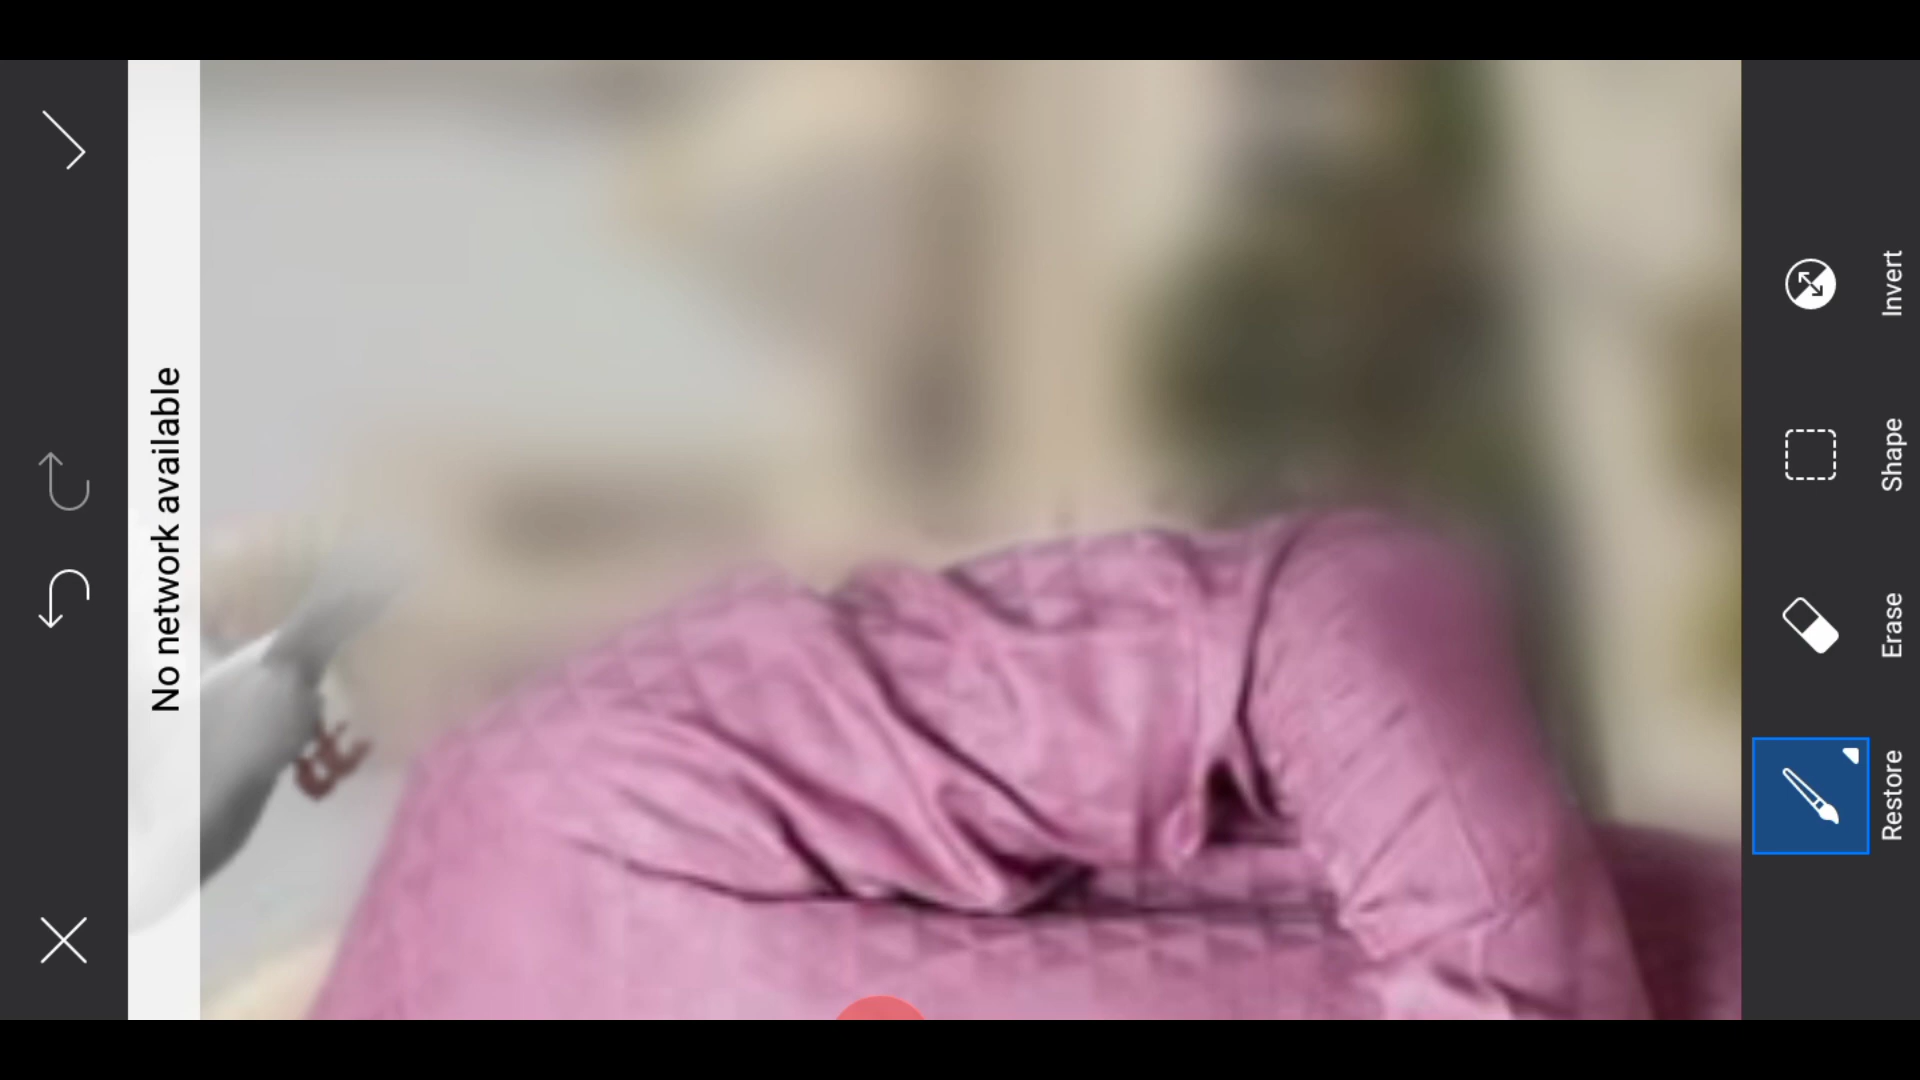 No network available
Invert
Shape
Erase
Restore